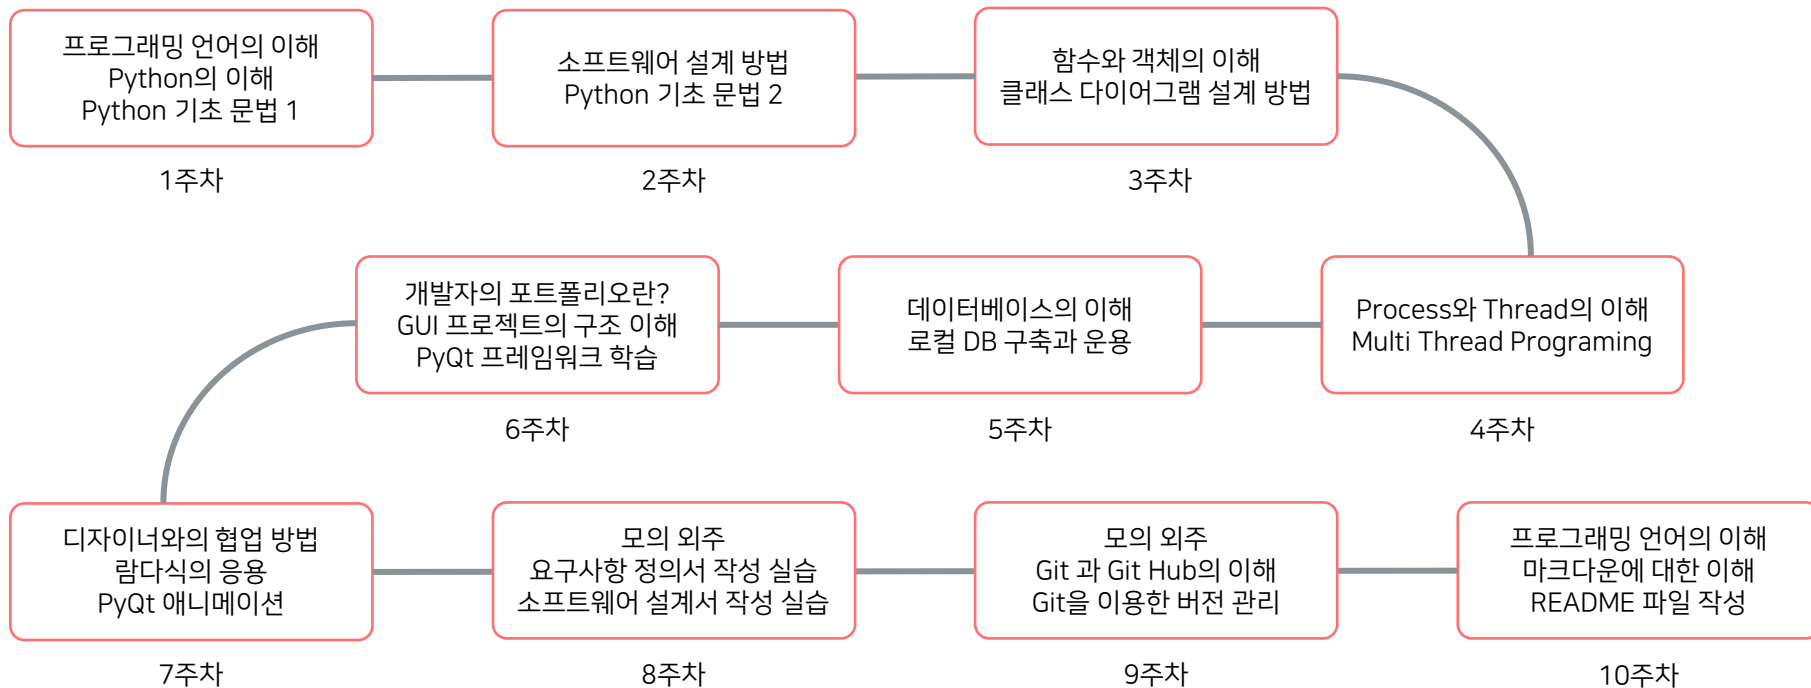 프로그래밍 언어의 이해
Python의 이해
Python 기초 문법 1
1주차
소프트웨어 설계 방법
Python 기초 문법 2
2주차
함수와 객체의 이해
클래스 다이어그램 설계 방법
3주차
Process와 Thread의 이해
Multi Thread Programing
4주차
데이터베이스의 이해
로컬 DB 구축과 운용
5주차
개발자의 포트폴리오란?
GUI 프로젝트의 구조 이해
PyQt 프레임워크 학습
6주차
디자이너와의 협업 방법
람다식의 응용
PyQt 애니메이션
7주차
모의 외주
요구사항 정의서 작성 실습
소프트웨어 설계서 작성 실습
8주차
모의 외주
Git 과 Git Hub의 이해
Git을 이용한 버전 관리
9주차
프로그래밍 언어의 이해
마크다운에 대한 이해
README 파일 작성
10주차